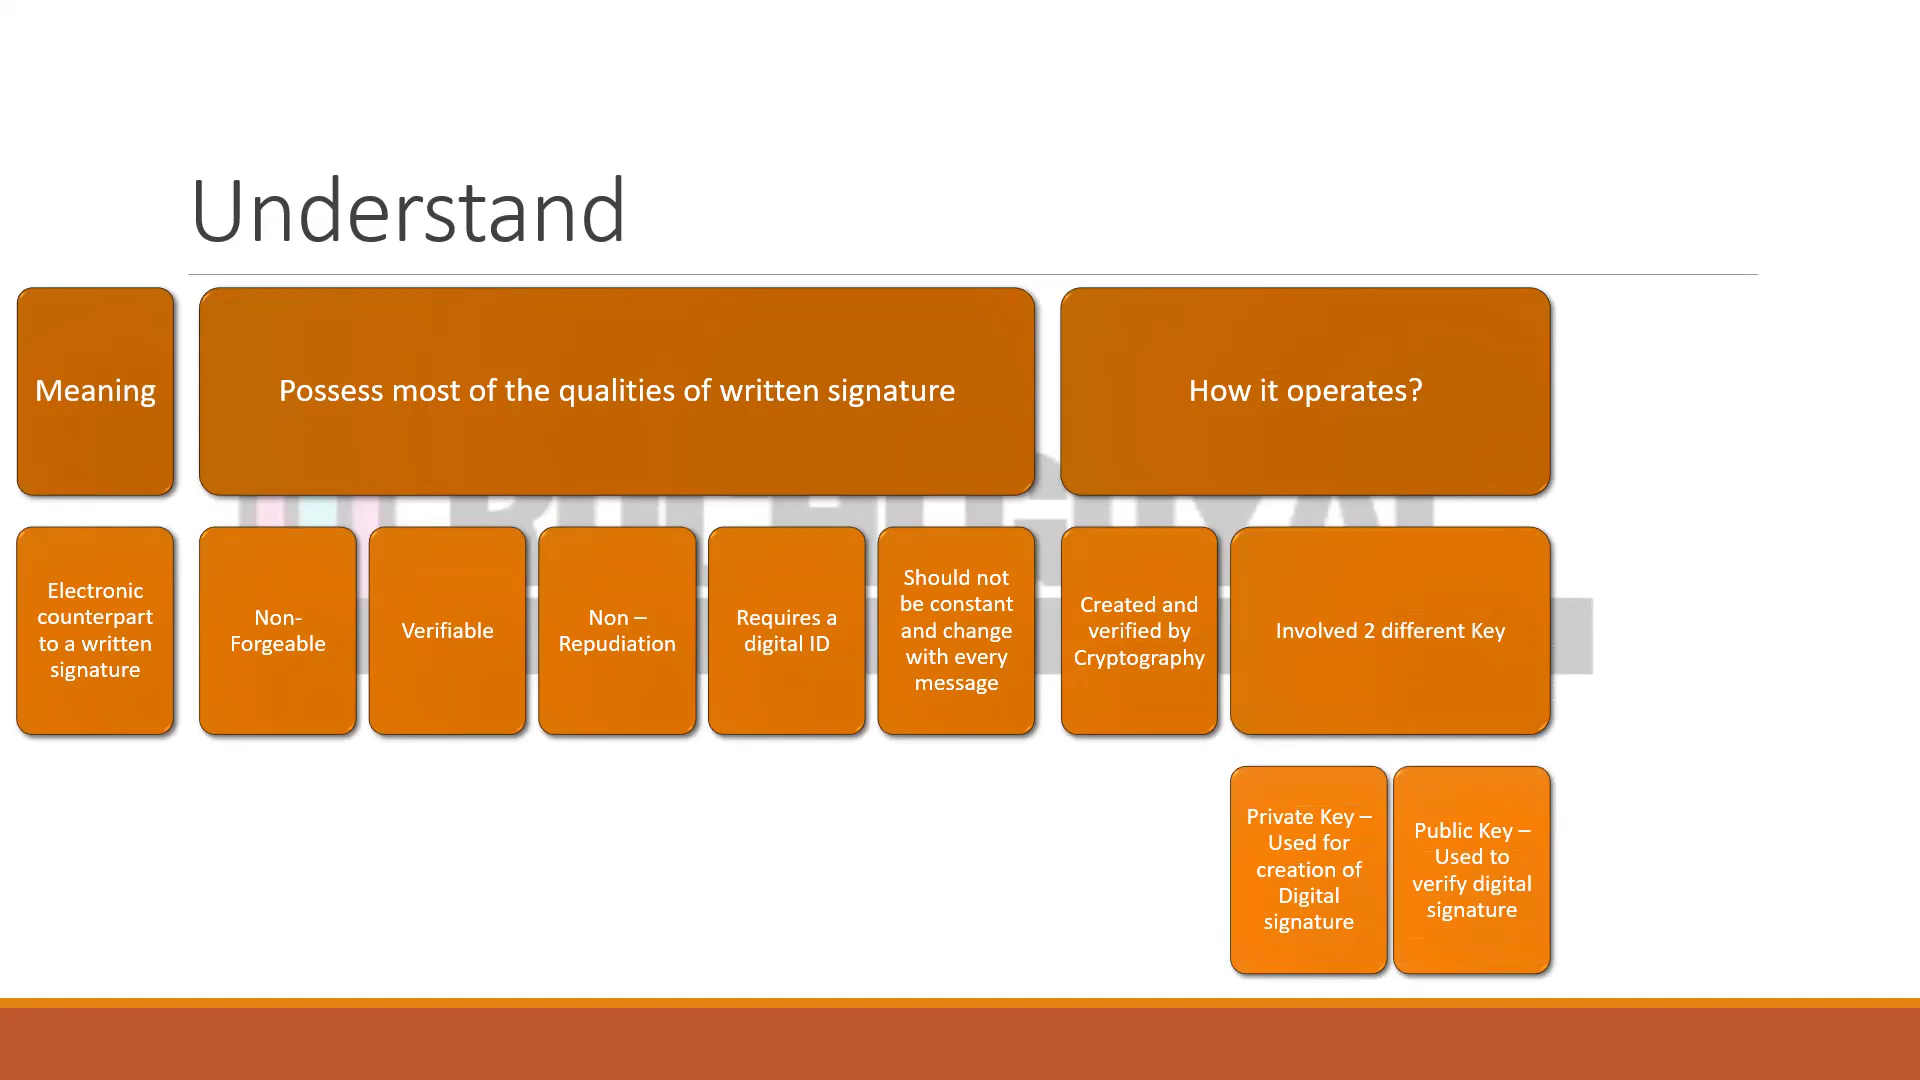 Understand
Meaning
Possess most of the qualities of written signature
How it operates?
Electronic
counterpart
to a written
signature
Non-
Forgeable
Verifiable
Non –
Repudiation
Requires a
digital ID
Should not
be constant
and change
with every
message
Created and
verified by
Cryptography
Involved 2 different Key
Private Key –
Used for
creation of
Digital
signature
Public Key –
Used to
verify digital
signature